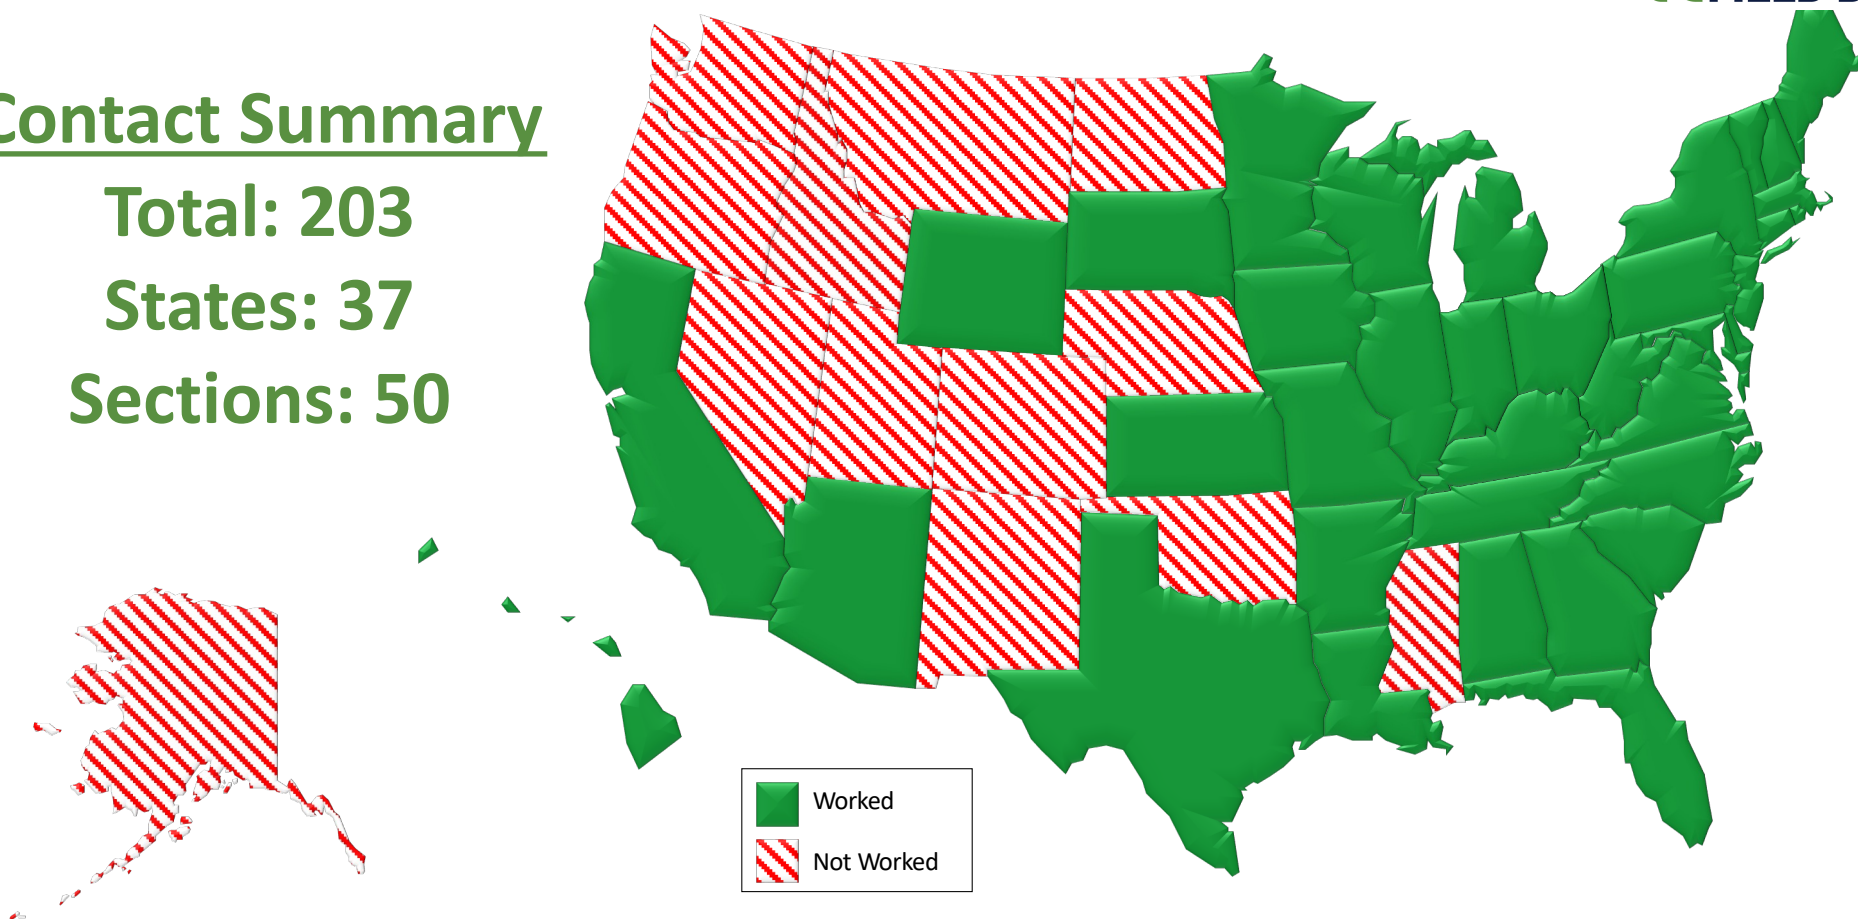 Contact Summary
Total: 203
States: 37
Sections: 50
Worked
Not Worked